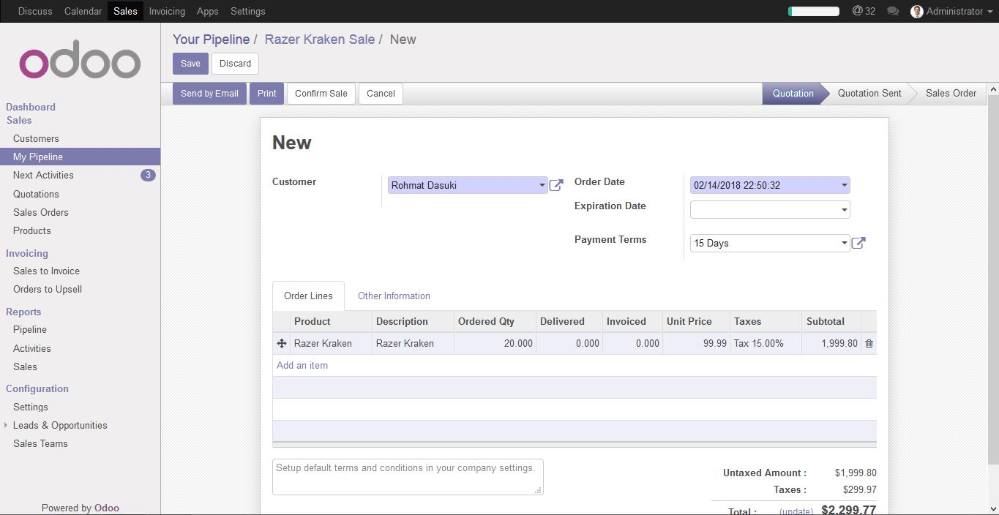 Discuss Calendar Sales Invoicing Apps Settings @ 32 Administrator
odoo
Dashboard
Sales
Customers
My Pipeline
Next Activities 3
Quotations
Sales Orders
Products
Invoicing
Sales to Invoice
Orders to Upsell
Reports
Pipeline
Activities
Sales
Configuration
Settings
Leads & Opportunities
Sales Teams
Powered by Odoo
Your Pipeline / Razer Kraken Sale / New
Save Discard
Send by Email Print Confirm Sale Cancel Quotation Quotation Sent Sales Order
New
Customer Rohmat Dasuki
Order Date 02/14/2018 22:50:32
Expiration Date
Payment Terms 15 Days
Order Lines Other Information
Product Description Ordered Qty Delivered Invoiced Unit Price Taxes Subtotal
Razer Kraken Razer Kraken 20.000 0.000 0.000 99.99 Tax 15.00% 1,999.80
Add an item
Setup default terms and conditions in your company settings.
Untaxed Amount : $1,999.80
Taxes : $299.97
Total : (update) $2,299.77